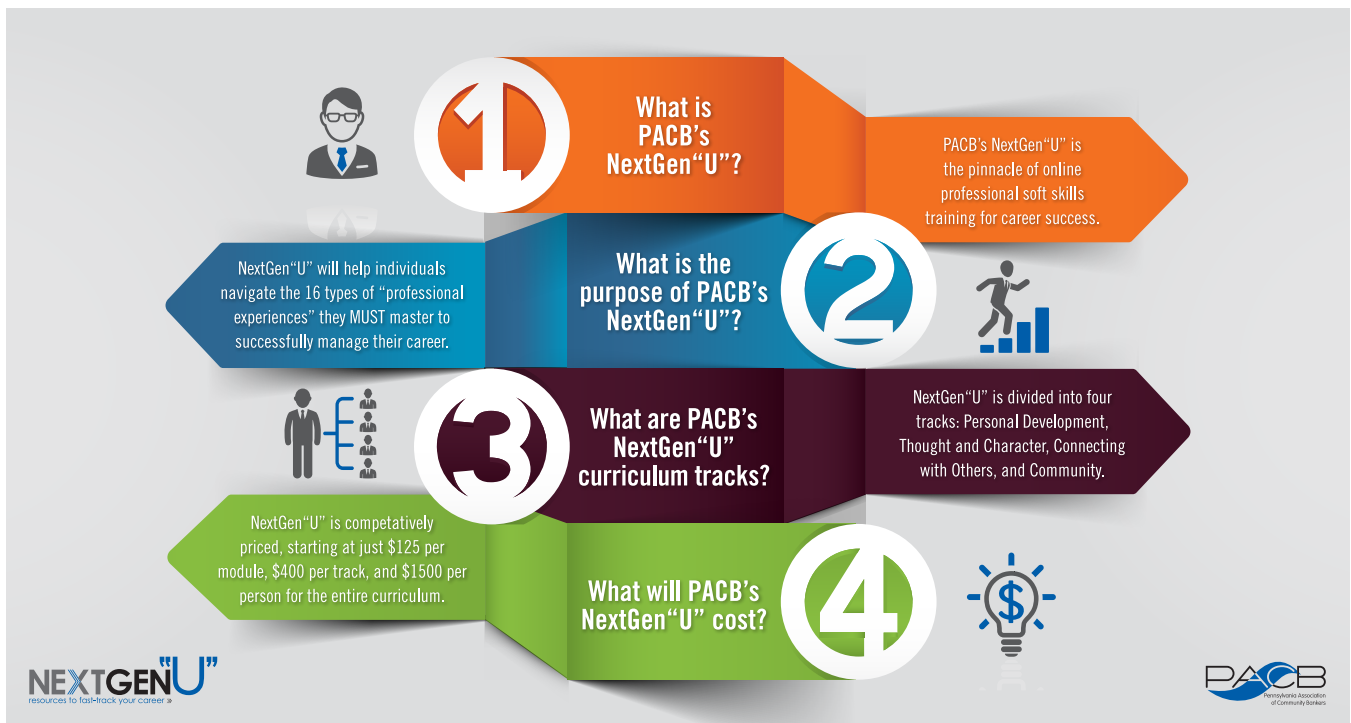 1
What is
PACB's
NextGen“U”?
PACB's NextGen“U” is
the pinnacle of online
professional soft skills
training for career success.
2
What is the
purpose of PACB's
NextGen“U”?
NextGen“U” will help individuals
navigate the 16 types of “professional
experiences” they MUST master to
successfully manage their career.
3
What are PACB's
NextGen“U”
curriculum tracks?
NextGen“U” is divided into four
tracks: Personal Development,
Thought and Character, Connecting
with Others, and Community.
4
What will PACB's
NextGen“U” cost?
NextGen“U” is competatively
priced, starting at just $125 per
module, $400 per track, and $1500 per
person for the entire curriculum.
$
NEXTGEN“U”
resources to fast-track your career »
PACB
Pennsylvania Association
of Community Bankers